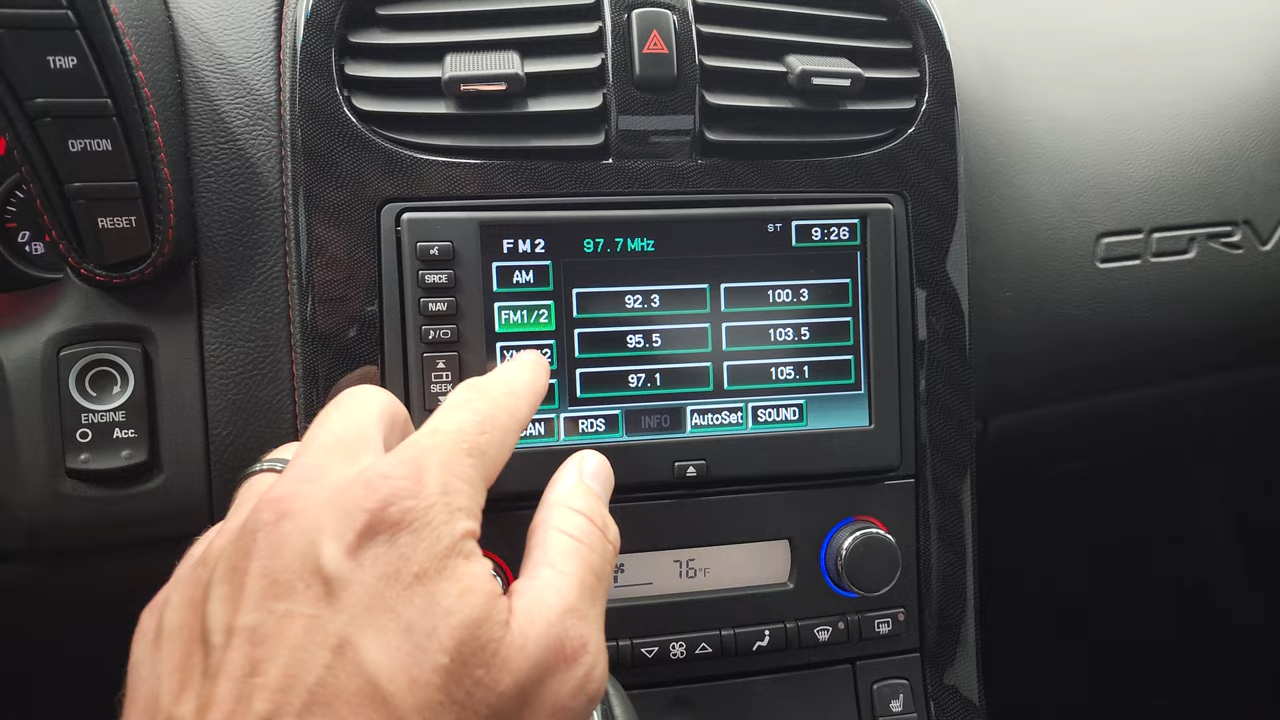 TRIP
OPTION
RESET
ENGINE
Acc.
SRCE
NAV
SEEK
FM2 97.7 MHz ST 9:26
AM
FM1/2
92.3 100.3
95.5 103.5
97.1 105.1
RDS INFO AutoSet SOUND
76°F